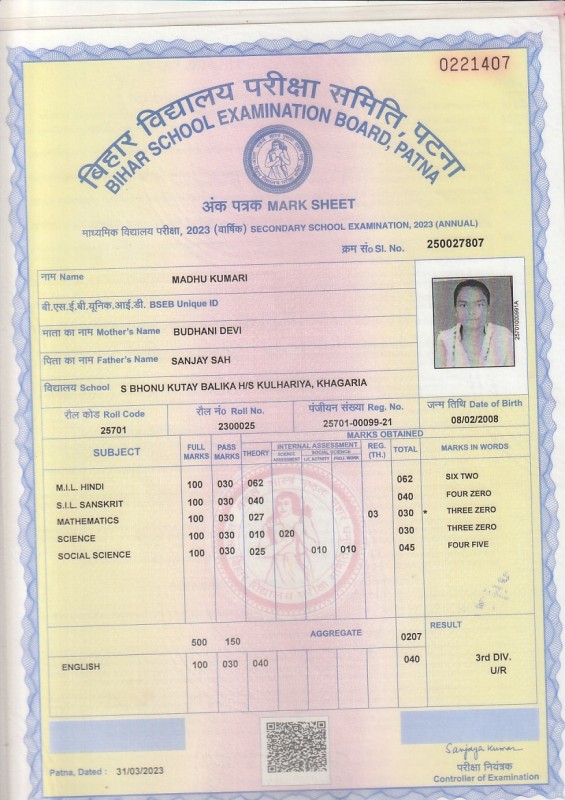 0221407
बिहार विद्यालय परीक्षा समिति, पटना
BIHAR SCHOOL EXAMINATION BOARD, PATNA
अंक पत्रक MARK SHEET
माध्यमिक विद्यालय परीक्षा, 2023 (वार्षिक) SECONDARY SCHOOL EXAMINATION, 2023 (ANNUAL)
क्रम सं० Sl. No. 250027807
नाम Name MADHU KUMARI
बी.एस.ई.बी.यूनिक.आई.डी. BSEB Unique ID
माता का नाम Mother's Name BUDHANI DEVI
पिता का नाम Father's Name SANJAY SAH
विद्यालय School S BHONU KUTAY BALIKA H/S KULHARIYA, KHAGARIA
रौल कोड Roll Code रौल नं० Roll No. पंजीयन संख्या Reg. No. जन्म तिथि Date of Birth
25701 2300025 25701-00099-21 08/02/2008
SUBJECT FULL MARKS PASS MARKS MARKS OBTAINED
THEORY INTERNAL ASSESSMENT REG. (TH.) TOTAL MARKS IN WORDS
SCIENCE SOCIAL SCIENCE
M.I.L. HINDI 100 030 062 062 SIX TWO
S.I.L. SANSKRIT 100 030 040 040 FOUR ZERO
MATHEMATICS 100 030 027 03 030 * THREE ZERO
SCIENCE 100 030 010 020 030 THREE ZERO
SOCIAL SCIENCE 100 030 025 010 010 045 FOUR FIVE
500 150 AGGREGATE 0207 RESULT
ENGLISH 100 030 040 040 3rd DIV.
U/R
Patna, Dated : 31/03/2023
Sanjaya Kumar
परीक्षा नियंत्रक
Controller of Examination